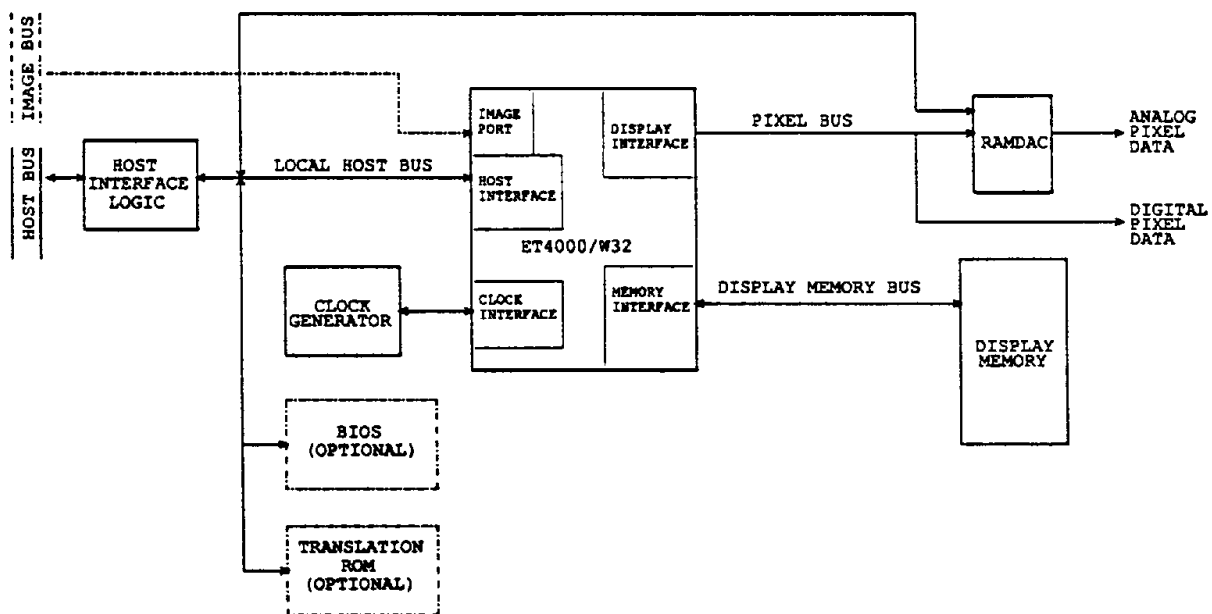 IMAGE BUS
HOST BUS
HOST
INTERFACE
LOGIC
LOCAL HOST BUS
IMAGE
PORT
HOST
INTERFACE
DISPLAY
INTERFACE
ET4000/W32
CLOCK
INTERFACE
MEMORY
INTERFACE
PIXEL BUS
RAMDAC
ANALOG
PIXEL
DATA
DIGITAL
PIXEL
DATA
CLOCK
GENERATOR
DISPLAY MEMORY BUS
DISPLAY
MEMORY
BIOS
(OPTIONAL)
TRANSLATION
ROM
(OPTIONAL)